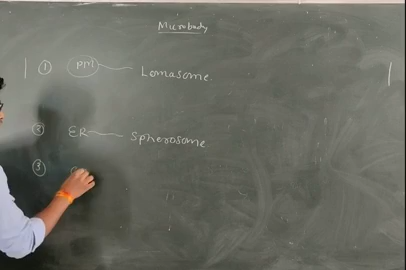 Microbody
① PM — Lomasome.
② ER — Spherosome
③